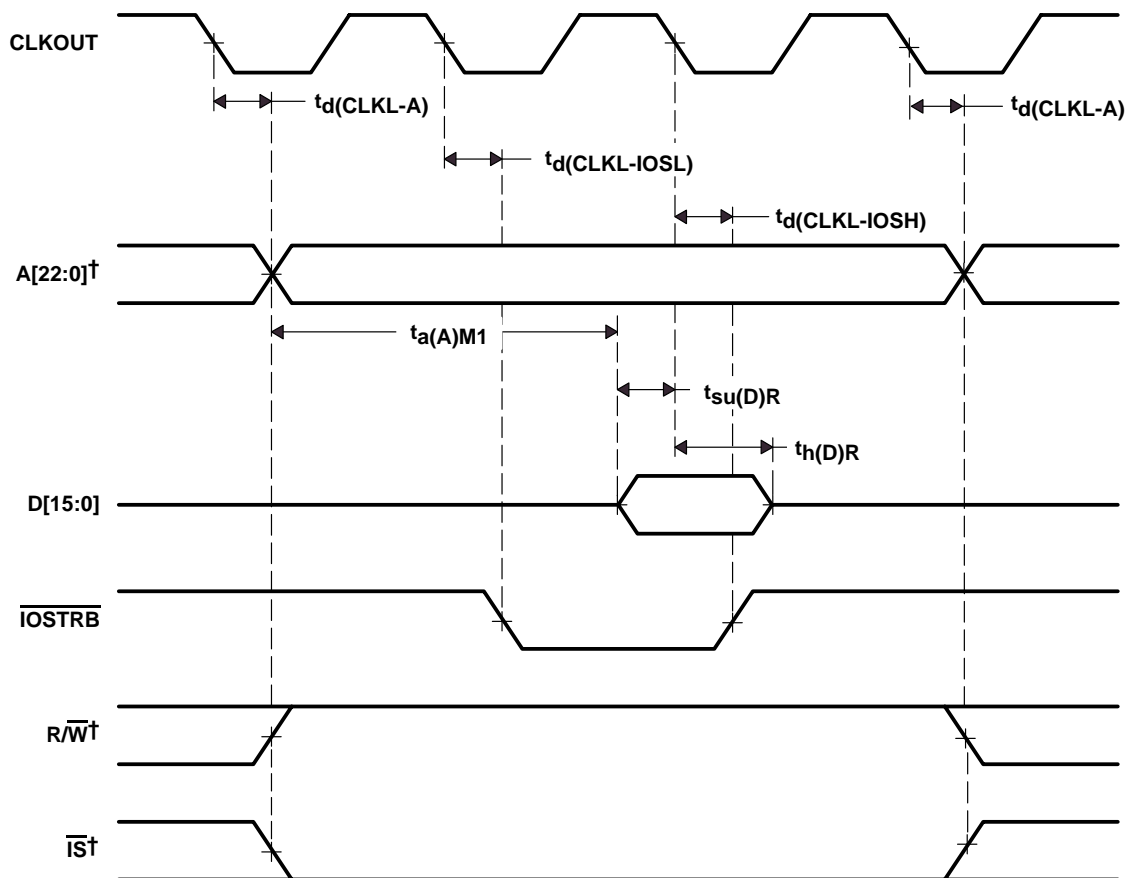 CLKOUT
td(CLKL-A)
td(CLKL-A)
td(CLKL-IOSL)
td(CLKL-IOSH)
A[22:0]†
ta(A)M1
tsu(D)R
th(D)R
D[15:0]
IOSTRB
R/W†
IS†